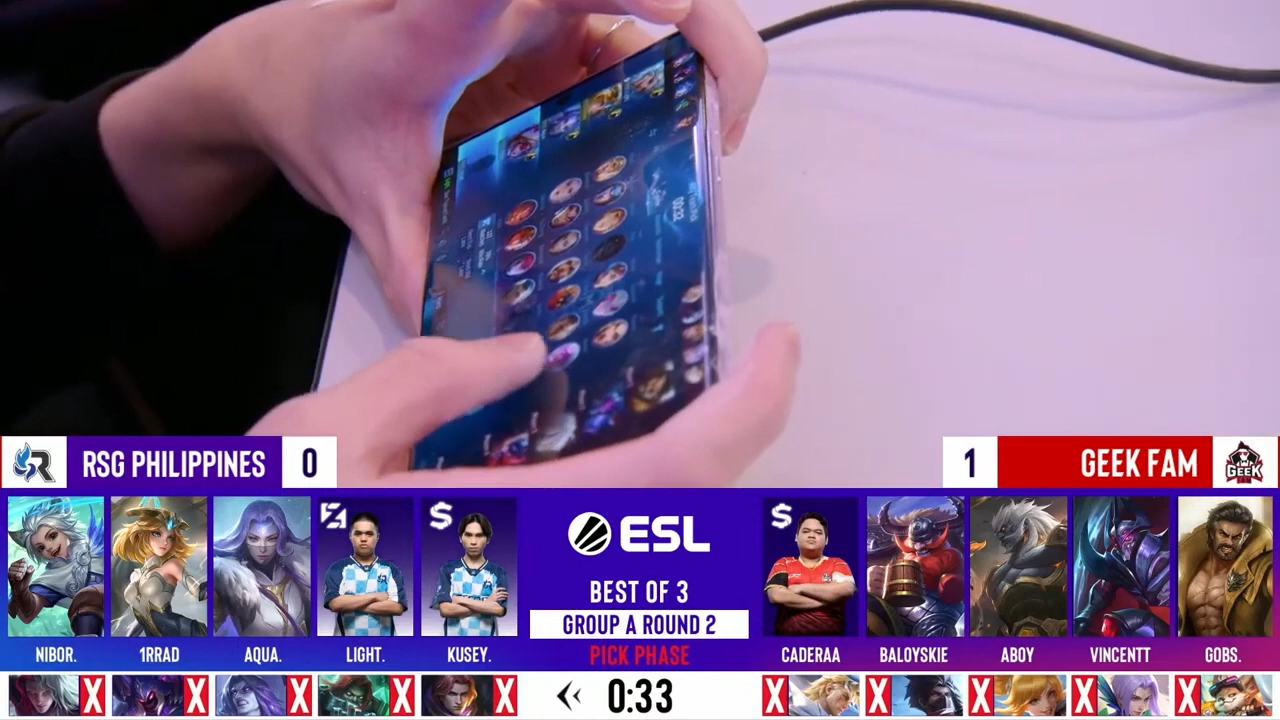 RSG PHILIPPINES 0
1 GEEK FAM
GEEK
ESL
BEST OF 3
GROUP A ROUND 2
PICK PHASE
NIBOR. 1RRAD AQUA. LIGHT. KUSEY.
CADERAA BALOYSKIE ABOY VINCENTT GOBS.
X X X X X
0:33
X X X X X